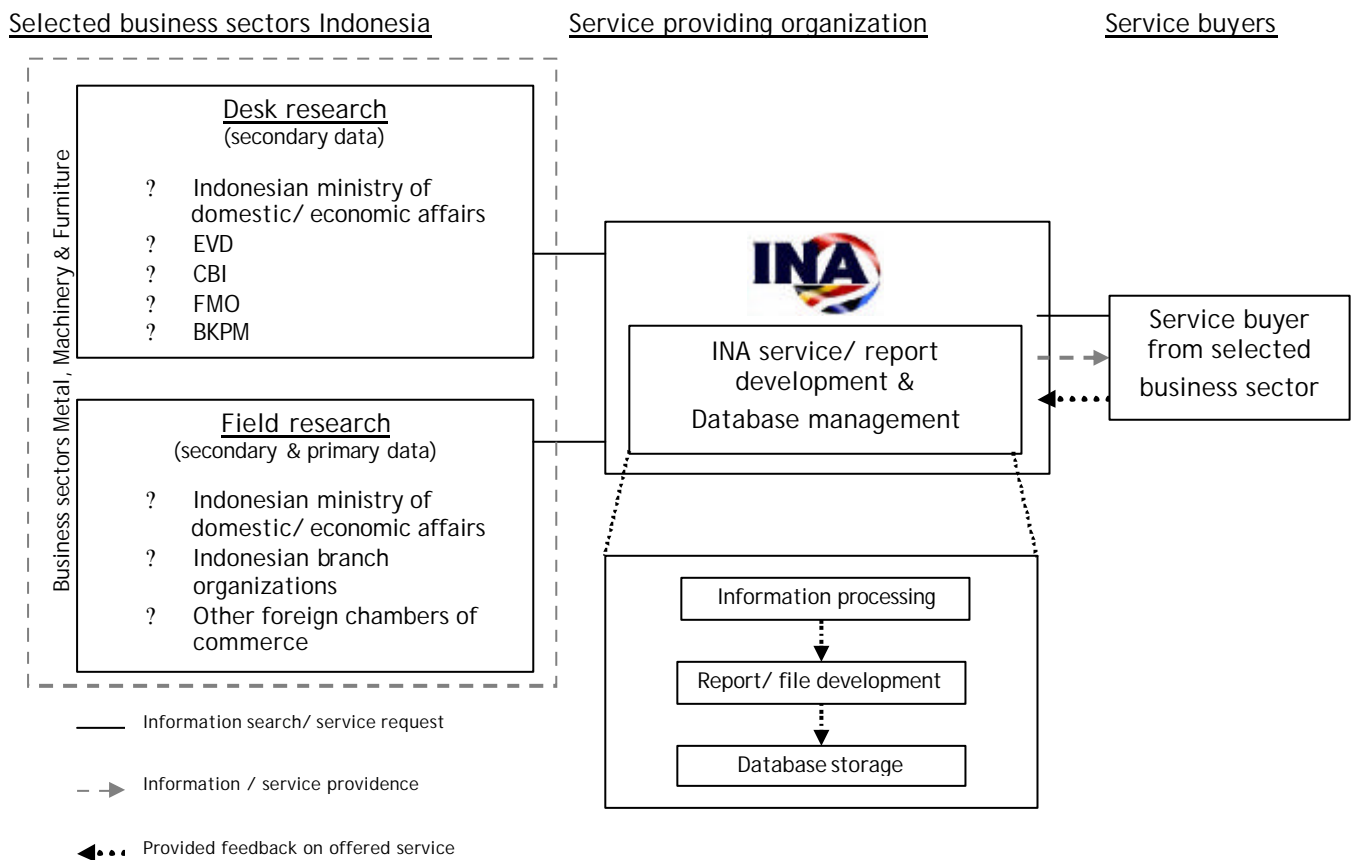 Selected business sectors Indonesia
Service providing organization
Service buyers
Business sectors Metal, Machinery & Furniture
Desk research
(secondary data)
? Indonesian ministry of
domestic/ economic affairs
? EVD
? CBI
? FMO
? BKPM
Field research
(secondary & primary data)
? Indonesian ministry of
domestic/ economic affairs
? Indonesian branch
organizations
? Other foreign chambers of
commerce
INA
INA service/ report
development &
Database management
Service buyer
from selected
business sector
Information processing
Report/ file development
Database storage
Information search/ service request
Information / service providence
Provided feedback on offered service